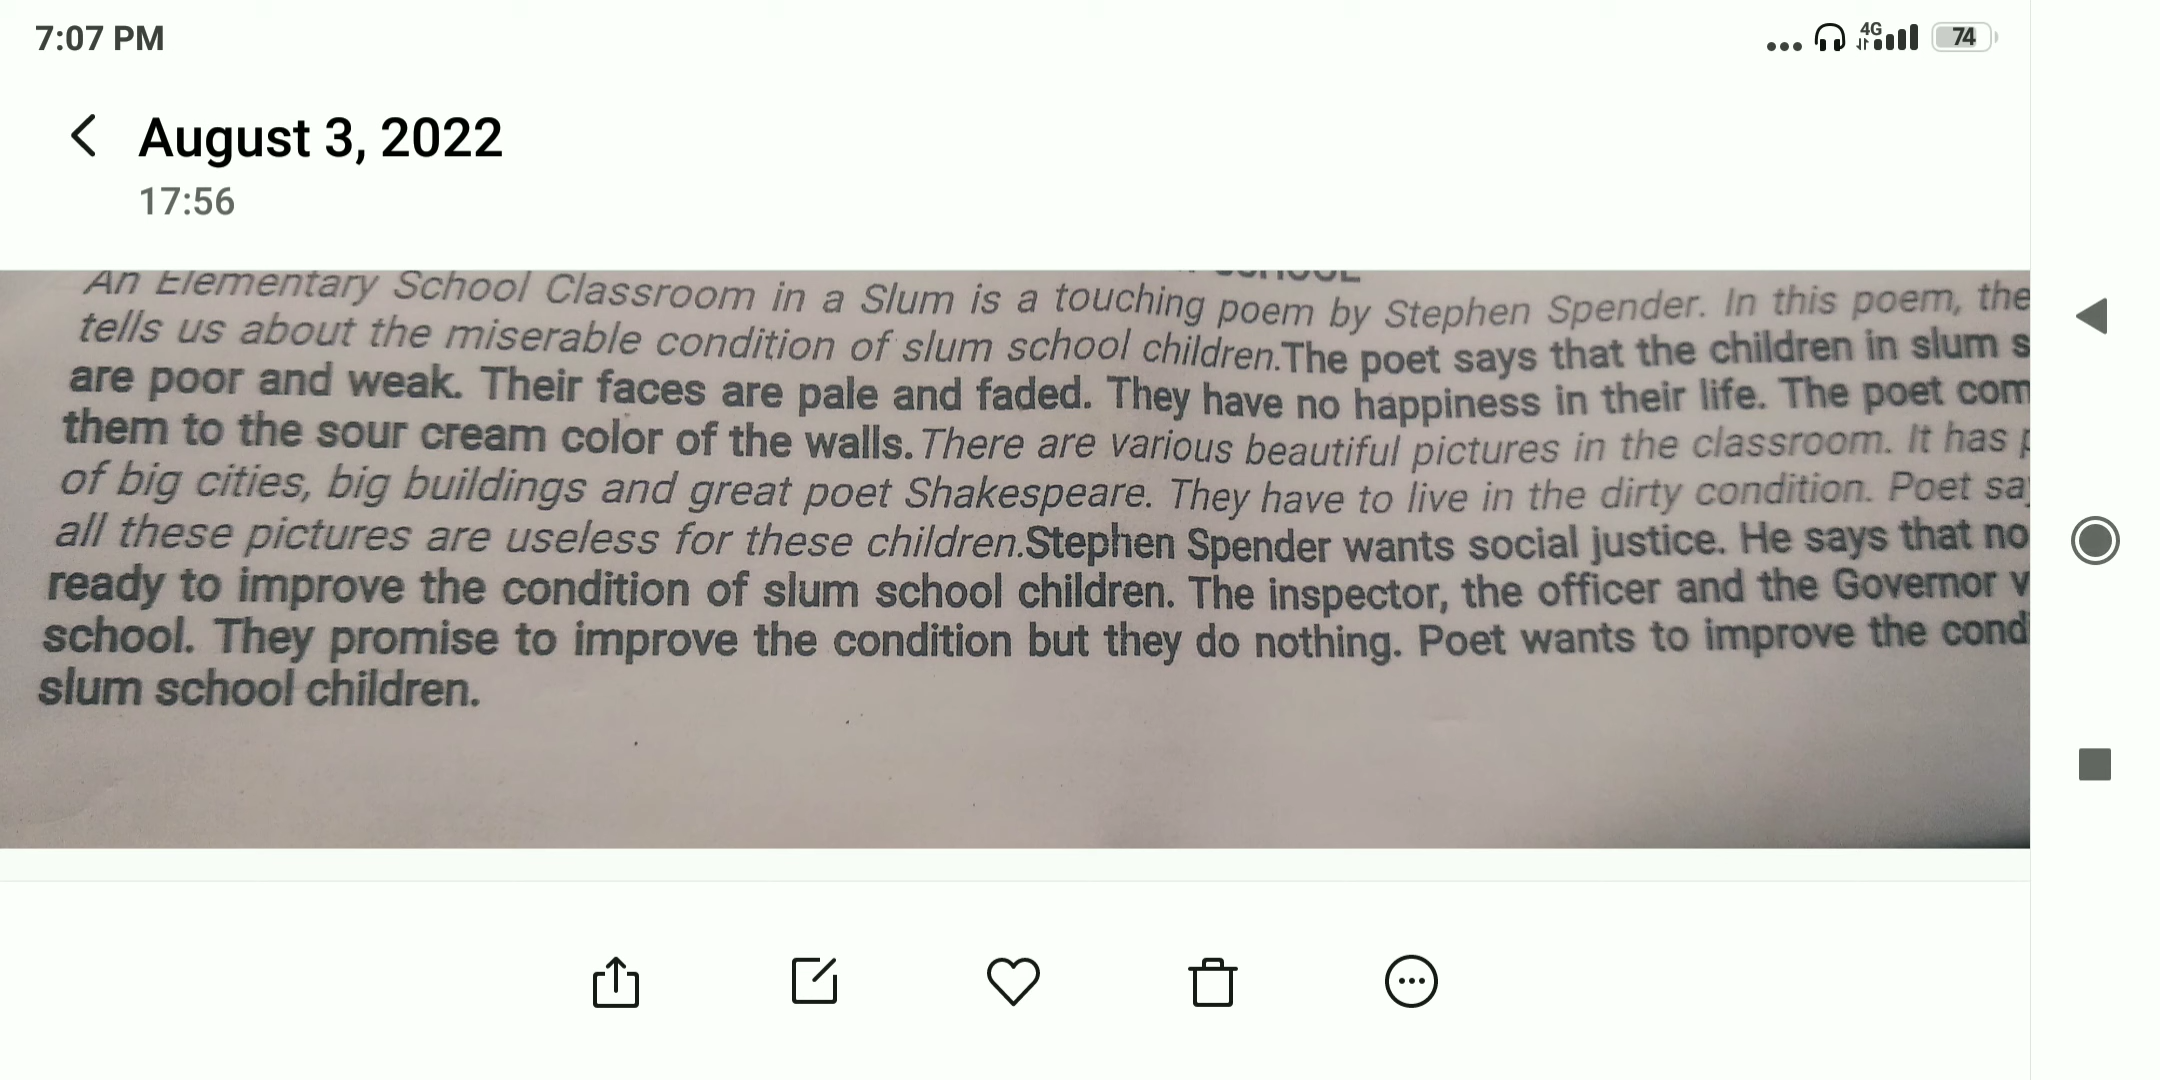 7:07 PM
4G
74
August 3, 2022
17:56
An Elementary School Classroom in a Slum is a touching poem by Stephen Spender. In this poem, the
tells us about the miserable condition of slum school children.The poet says that the children in slum s
are poor and weak. Their faces are pale and faded. They have no happiness in their life. The poet com
them to the sour cream color of the walls. There are various beautiful pictures in the classroom. It has p
of big cities, big buildings and great poet Shakespeare. They have to live in the dirty condition. Poet say
all these pictures are useless for these children.Stephen Spender wants social justice. He says that no
ready to improve the condition of slum school children. The inspector, the officer and the Governor v
school. They promise to improve the condition but they do nothing. Poet wants to improve the cond
slum school children.